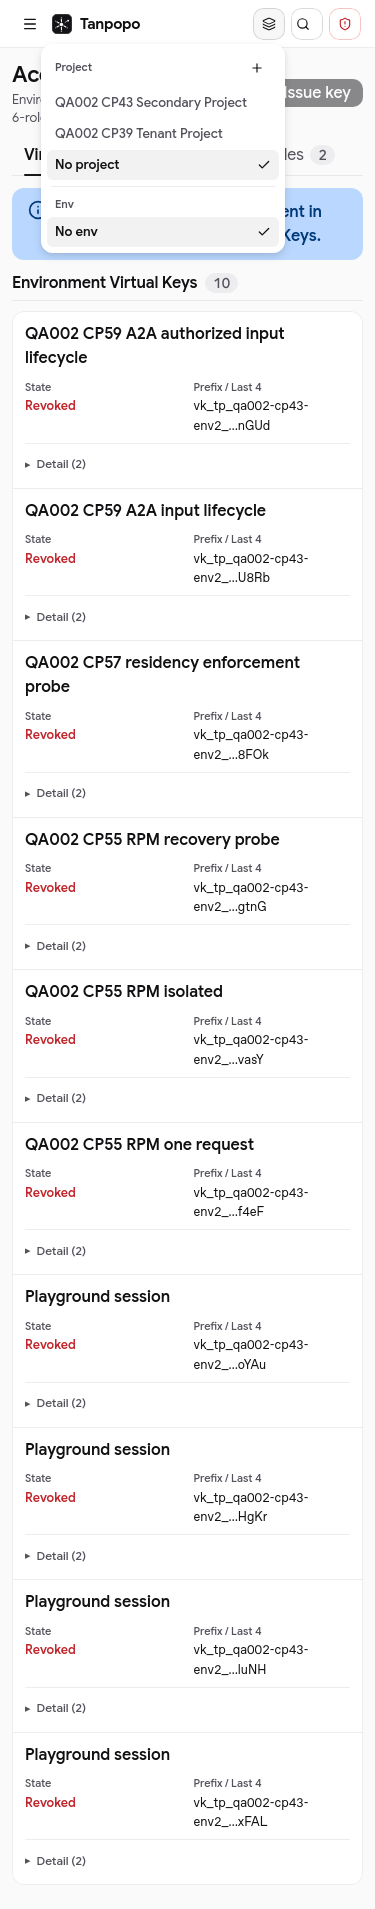 Tanpopo
Project
QA002 CP43 Secondary Project
QA002 CP39 Tenant Project
No project
Env
No env
Issue key
6-role
2
ent in
Keys.
Environment Virtual Keys 10
QA002 CP59 A2A authorized input
lifecycle
State Prefix / Last 4
Revoked vk_tp_qa002-cp43-
env2_...nGUd
Detail (2)
QA002 CP59 A2A input lifecycle
State Prefix / Last 4
Revoked vk_tp_qa002-cp43-
env2_...U8Rb
Detail (2)
QA002 CP57 residency enforcement
probe
State Prefix / Last 4
Revoked vk_tp_qa002-cp43-
env2_...8FOk
Detail (2)
QA002 CP55 RPM recovery probe
State Prefix / Last 4
Revoked vk_tp_qa002-cp43-
env2_...gtnG
Detail (2)
QA002 CP55 RPM isolated
State Prefix / Last 4
Revoked vk_tp_qa002-cp43-
env2_...vasY
Detail (2)
QA002 CP55 RPM one request
State Prefix / Last 4
Revoked vk_tp_qa002-cp43-
env2_...f4eF
Detail (2)
Playground session
State Prefix / Last 4
Revoked vk_tp_qa002-cp43-
env2_...oYAu
Detail (2)
Playground session
State Prefix / Last 4
Revoked vk_tp_qa002-cp43-
env2_...HgKr
Detail (2)
Playground session
State Prefix / Last 4
Revoked vk_tp_qa002-cp43-
env2_...luNH
Detail (2)
Playground session
State Prefix / Last 4
Revoked vk_tp_qa002-cp43-
env2_...xFAL
Detail (2)